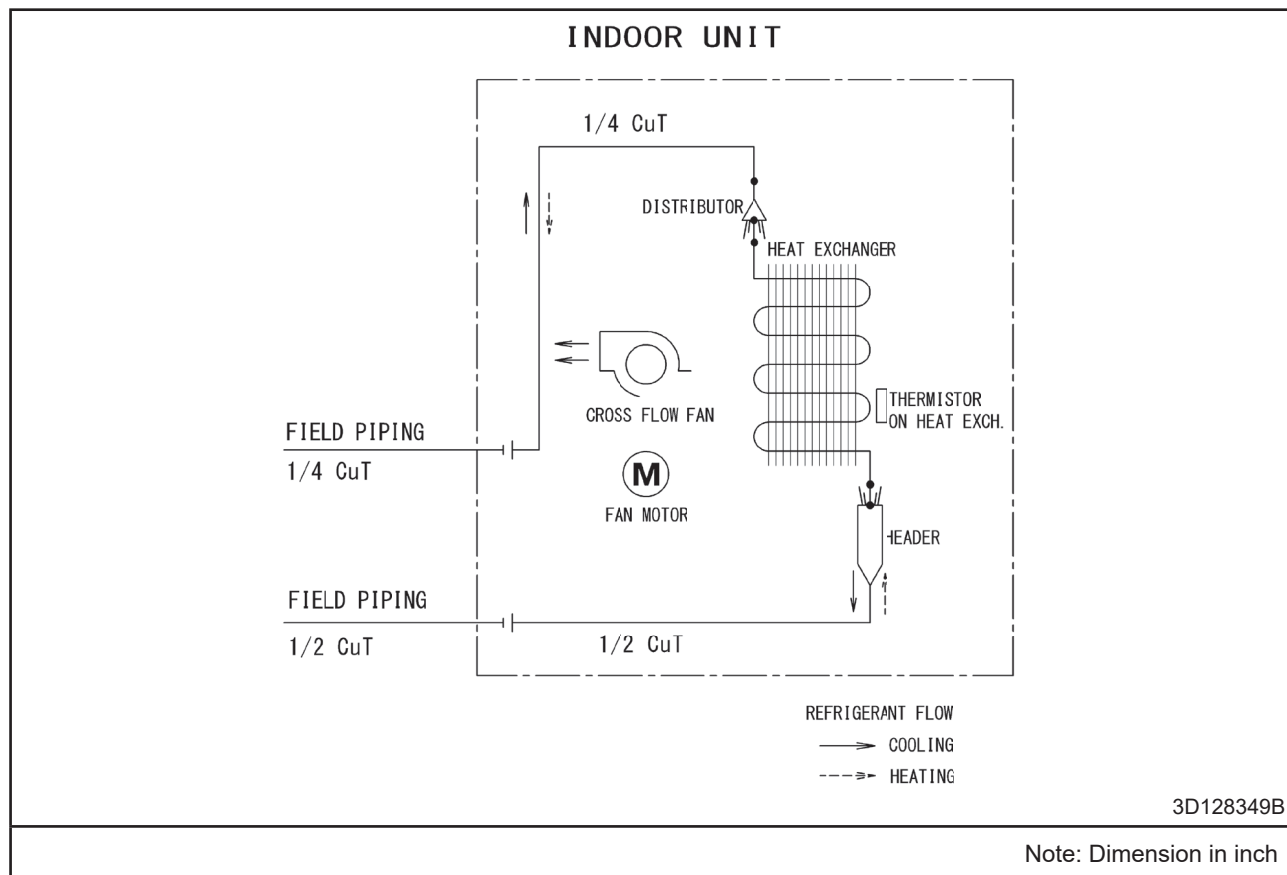 INDOOR UNIT
1/4 CuT
DISTRIBUTOR
HEAT EXCHANGER
THERMISTOR
ON HEAT EXCH.
CROSS FLOW FAN
FIELD PIPING
1/4 CuT
M
FAN MOTOR
HEADER
FIELD PIPING
1/2 CuT
1/2 CuT
REFRIGERANT FLOW
COOLING
HEATING
3D128349B
Note: Dimension in inch